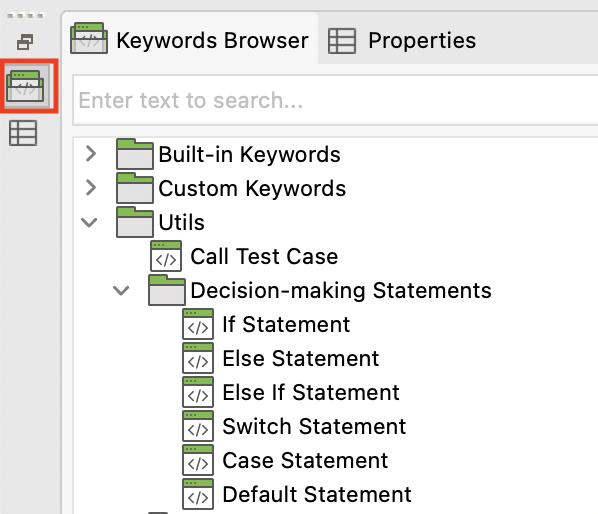 Keywords Browser Properties
Enter text to search...
Built-in Keywords
Custom Keywords
Utils
Call Test Case
Decision-making Statements
If Statement
Else Statement
Else If Statement
Switch Statement
Case Statement
Default Statement